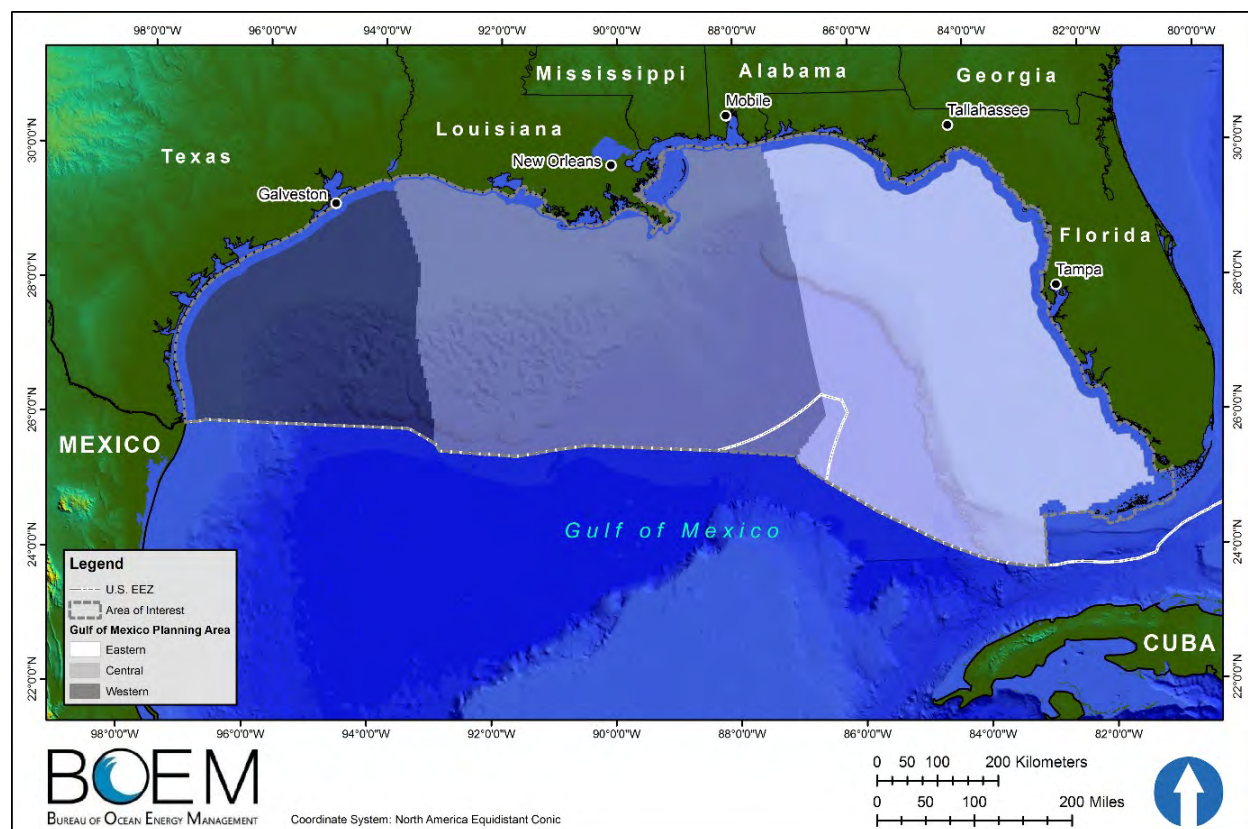 98°0'0"W 96°0'0"W 94°0'0"W 92°0'0"W 90°0'0"W 88°0'0"W 86°0'0"W 84°0'0"W 82°0'0"W 80°0'0"W
Mississippi
Alabama
Georgia
Mobile
Tallahassee
Louisiana
30°0'0"N
30°0'0"N
Texas
New Orleans
Galveston
Florida
28°0'0"N
Tampa
28°0'0"N
26°0'0"N
26°0'0"N
MEXICO
Gulf of Mexico
24°0'0"N
24°0'0"N
Legend
U.S. EEZ
Area of Interest
Gulf of Mexico Planning Area
Eastern
Central
Western
CUBA
22°0'0"N
22°0'0"N
98°0'0"W 96°0'0"W 94°0'0"W 92°0'0"W 90°0'0"W 88°0'0"W 86°0'0"W 84°0'0"W 82°0'0"W
BOEM
BUREAU OF OCEAN ENERGY MANAGEMENT
Coordinate System: North America Equidistant Conic
0 50 100 200 Kilometers
0 50 100 200 Miles